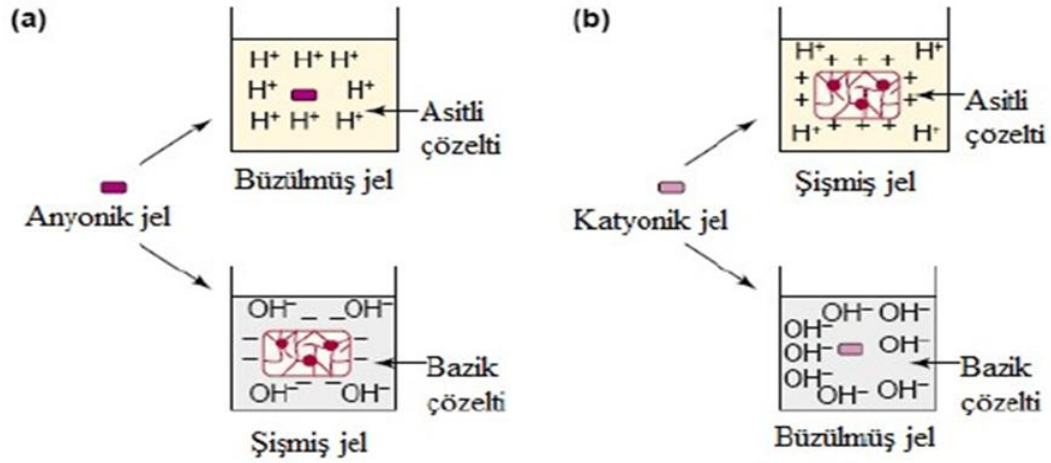 (a)
H⁺ H⁺ H⁺
H⁺ H⁺
H⁺ H⁺ H⁺
Asitli
çözelti
Büzülmüş jel
Anyonik jel
OH⁻ _ _ OH⁻
– –
– –
OH⁻ – – OH⁻
Bazik
çözelti
Şişmiş jel
(b)
H⁺ + + + H⁺
+ +
+ +
H⁺ + + + H⁺
Asitli
çözelti
Şişmiş jel
Katyonik jel
OH⁻ OH⁻
OH⁻
OH⁻ OH⁻
OH⁻
OH⁻ OH⁻
Bazik
çözelti
Büzülmüş jel